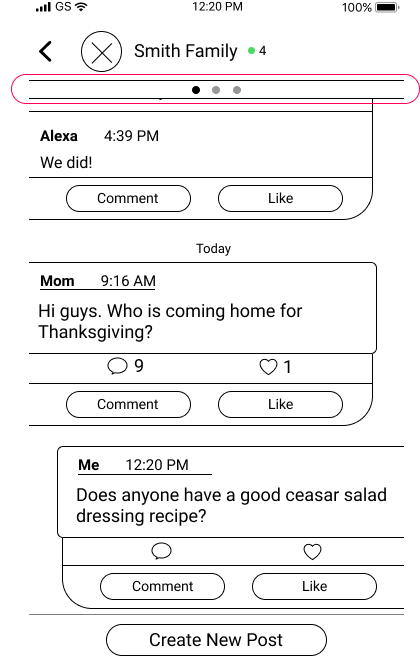 GS 12:20 PM 100%
Smith Family 4
Alexa 4:39 PM
We did!
Comment Like
Today
Mom 9:16 AM
Hi guys. Who is coming home for
Thanksgiving?
9 1
Comment Like
Me 12:20 PM
Does anyone have a good ceasar salad
dressing recipe?
Comment Like
Create New Post